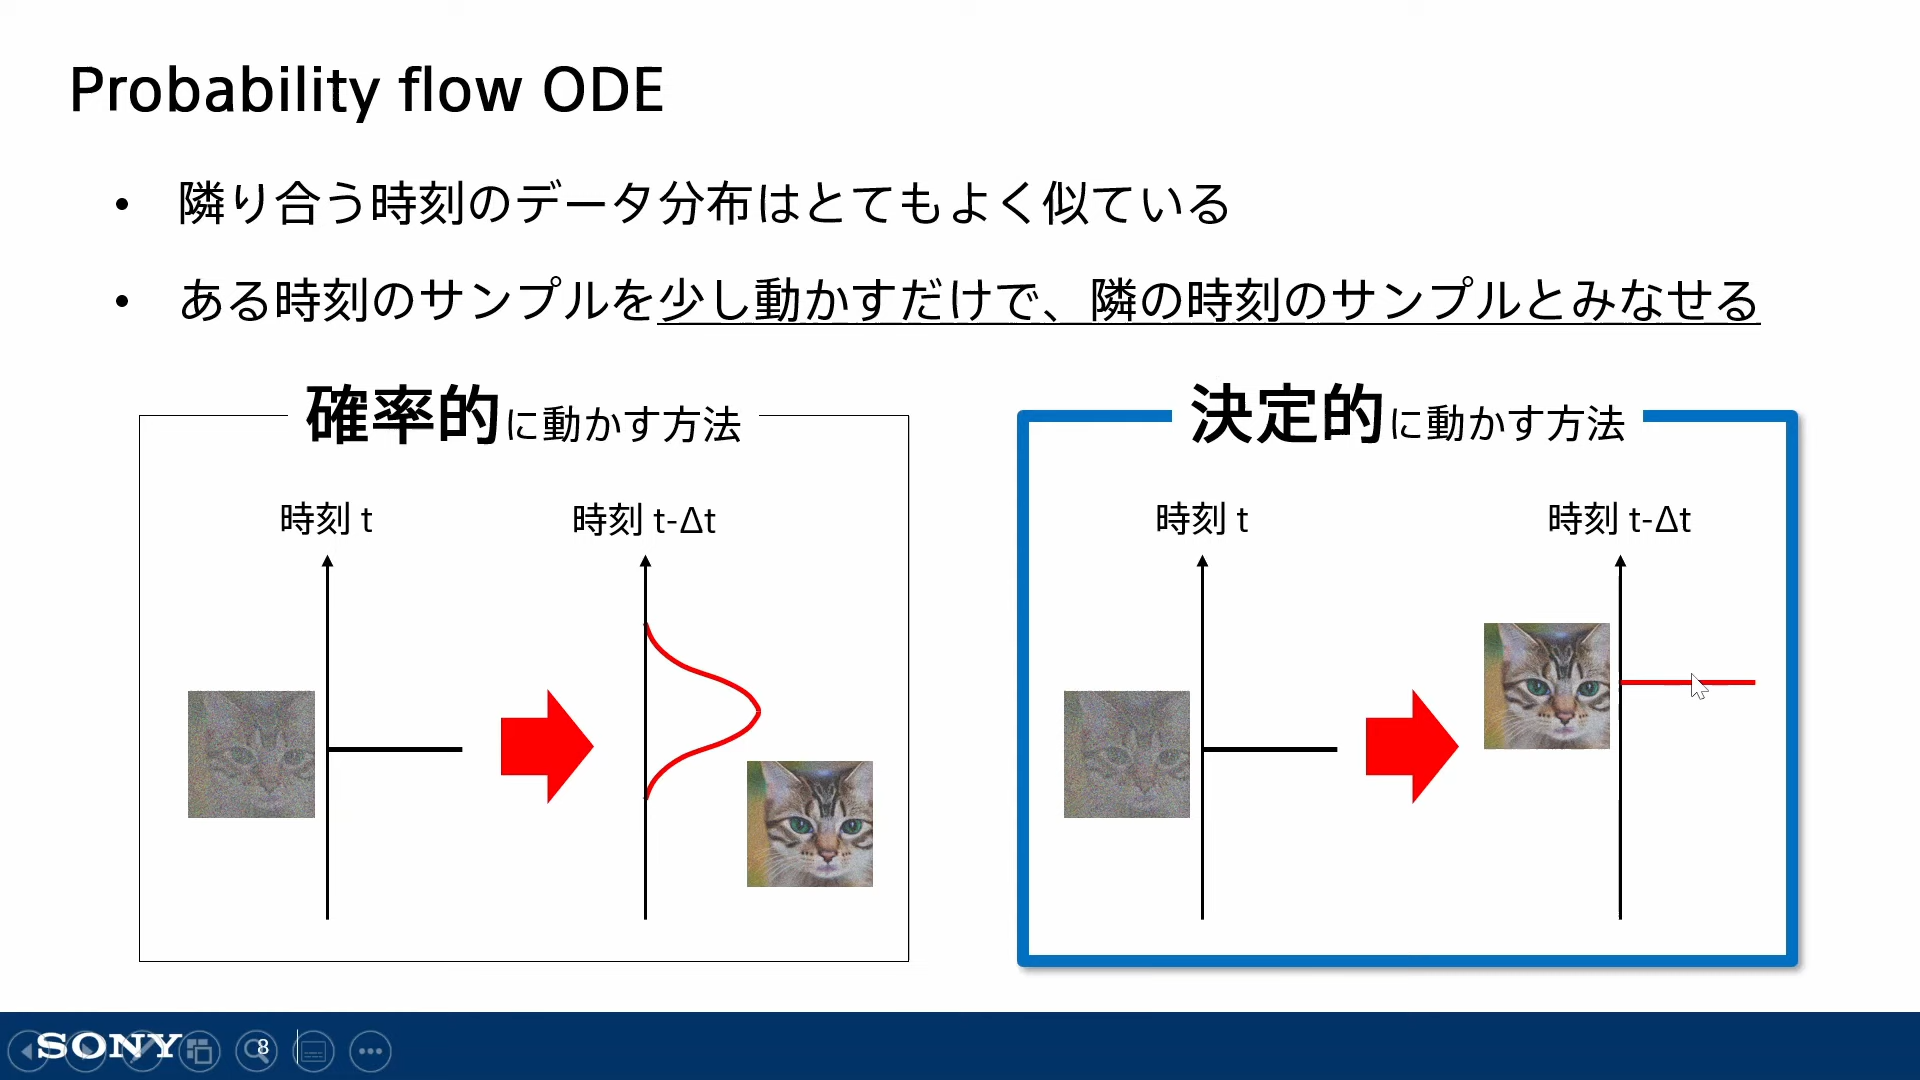 Probability flow ODE
• 隣り合う時刻のデータ分布はとてもよく似ている
• ある時刻のサンプルを少し動かすだけで、隣の時刻のサンプルとみなせる
確率的に動かす方法
時刻 t
時刻 t-Δt
決定的に動かす方法
時刻 t
時刻 t-Δt
SONY
8